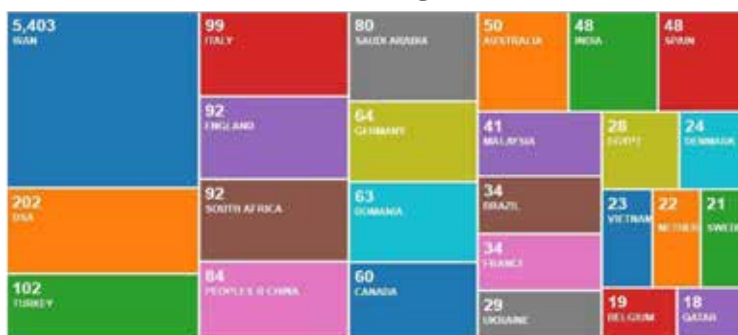 5,403
IRAN
202
USA
102
TURKEY
99
ITALY
92
ENGLAND
92
SOUTH AFRICA
84
PEOPLES R CHINA
80
SAUDI ARABIA
64
GERMANY
63
ROMANIA
60
CANADA
50
AUSTRALIA
48
INDIA
48
SPAIN
41
MALAYSIA
34
BRAZIL
34
FRANCE
29
UKRAINE
28
EGYPT
24
DENMARK
23
VIETNAM
22
NETHER
21
SWED
19
BELGIUM
18
QATAR